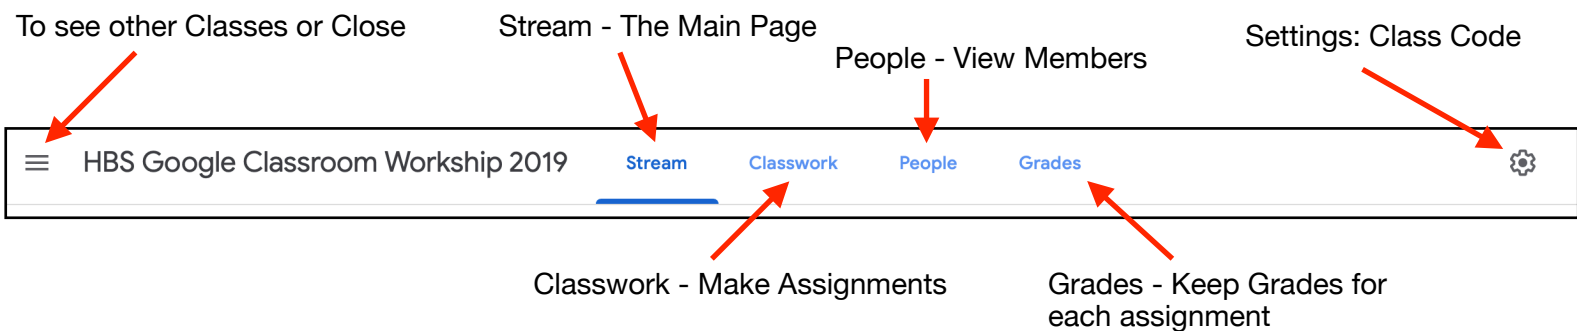 To see other Classes or Close
Stream - The Main Page
People - View Members
Settings: Class Code
HBS Google Classroom Workship 2019
Stream
Classwork
People
Grades
Classwork - Make Assignments
Grades - Keep Grades for
each assignment